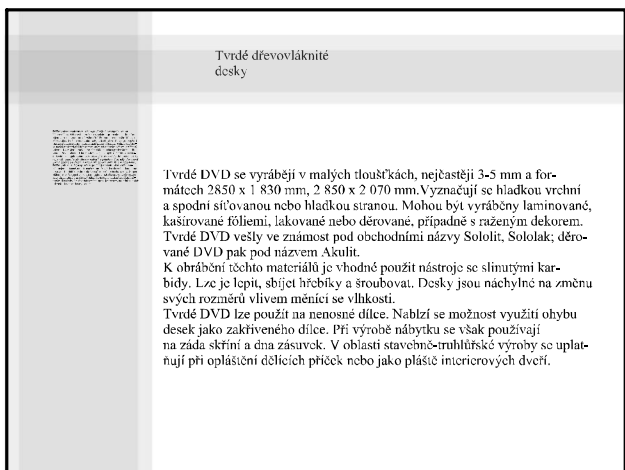 Tvrdé dřevovláknité
desky
Tvrdé DVD se vyrábějí v malých tloušťkách, nejčastěji 3-5 mm a for-
mátech 2850 x 1 830 mm, 2 850 x 2 070 mm.Vyznačují se hladkou vrchní
a spodní síťovanou nebo hladkou stranou. Mohou být vyráběny laminované,
kašírované fóliemi, lakované nebo děrované, případně s raženým dekorem.
Tvrdé DVD vešly ve známost pod obchodními názvy Sololit, Sololak; děro-
vané DVD pak pod názvem Akulit.
K obrábění těchto materiálů je vhodné použit nástroje se slinutými kar-
bidy. Lze je lepit, sbíjet hřebíky a šroubovat. Desky jsou náchylné na změnu
svých rozměrů vlivem měnící se vlhkosti.
Tvrdé DVD lze použít na nenosné dílce. Nablzí se možnost využití ohybu
desek jako zakřiveného dílce. Při výrobě nábytku se však používají
na záda skříní a dna zásuvek. V oblasti stavebně-truhlůřské výroby se uplat-
ňují při opláštění dělících příček nebo jako pláště interierových dveří.